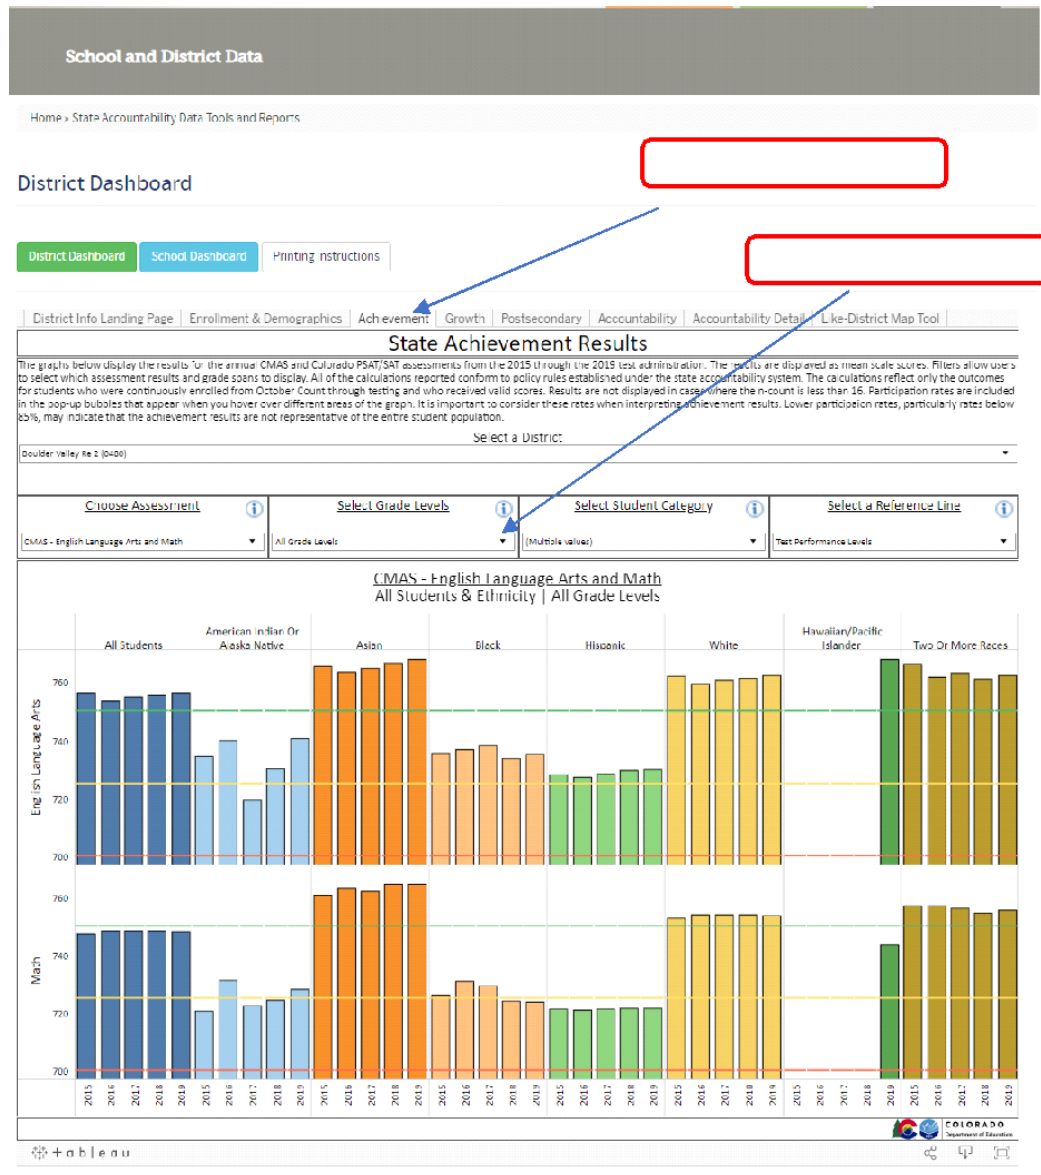 School and District Data
Home › State Accountability Data Tools and Reports
District Dashboard
District Dashboard School Dashboard Printing Instructions
District Info Landing Page Enrollment & Demographics Achievement Growth Postsecondary Accountability Accountability Detail Like-District Map Tool
State Achievement Results
The graphs below display the results for the annual CMAS and Colorado PSAT/SAT assessments from the 2015 through the 2019 test administration. The results are displayed as mean scale scores. Filters allow users
to select which assessment results and grade spans to display. All of the calculations reported conform to policy rules established under the state accountability system. The calculations reflect only the outcomes
for students who were continuously enrolled from October Count through testing and who received valid scores. Results are not displayed in cases where the n-count is less than 16. Participation rates are included
in the pop-up bubbles that appear when you hover over different areas of the graph. It is important to consider these rates when interpreting achievement results. Lower participation rates, particularly rates below
85%, may indicate that the achievement results are not representative of the entire student population.
Select a District
Boulder Valley Re 2 (0480)
Choose Assessment Select Grade Levels Select Student Category Select a Reference Line
CMAS - English Language Arts and Math All Grade Levels (Multiple values) Test Performance Levels
CMAS - English Language Arts and Math
All Students & Ethnicity | All Grade Levels
All Students American Indian Or Alaska Native Asian Black Hispanic White Hawaiian/Pacific Islander Two Or More Races
English Language Arts
760
740
720
700
Math
760
740
720
700
2015 2016 2017 2018 2019 2015 2016 2017 2018 2019 2015 2016 2017 2018 2019 2015 2016 2017 2018 2019 2015 2016 2017 2018 2019 2015 2016 2017 2018 2019 2015 2016 2017 2018 2019 2015 2016 2017 2018 2019
COLORADO
Department of Education
+ableau